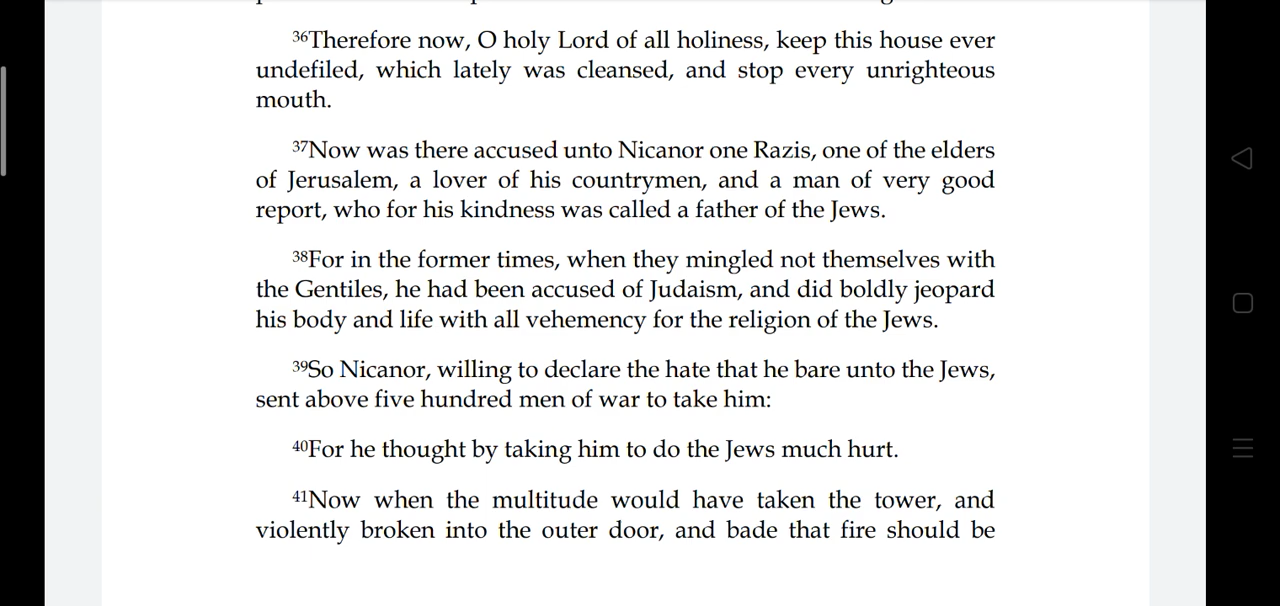 36Therefore now, O holy Lord of all holiness, keep this house ever
undefiled, which lately was cleansed, and stop every unrighteous
mouth.
37Now was there accused unto Nicanor one Razis, one of the elders
of Jerusalem, a lover of his countrymen, and a man of very good
report, who for his kindness was called a father of the Jews.
38For in the former times, when they mingled not themselves with
the Gentiles, he had been accused of Judaism, and did boldly jeopard
his body and life with all vehemency for the religion of the Jews.
39So Nicanor, willing to declare the hate that he bare unto the Jews,
sent above five hundred men of war to take him:
40For he thought by taking him to do the Jews much hurt.
41Now when the multitude would have taken the tower, and
violently broken into the outer door, and bade that fire should be